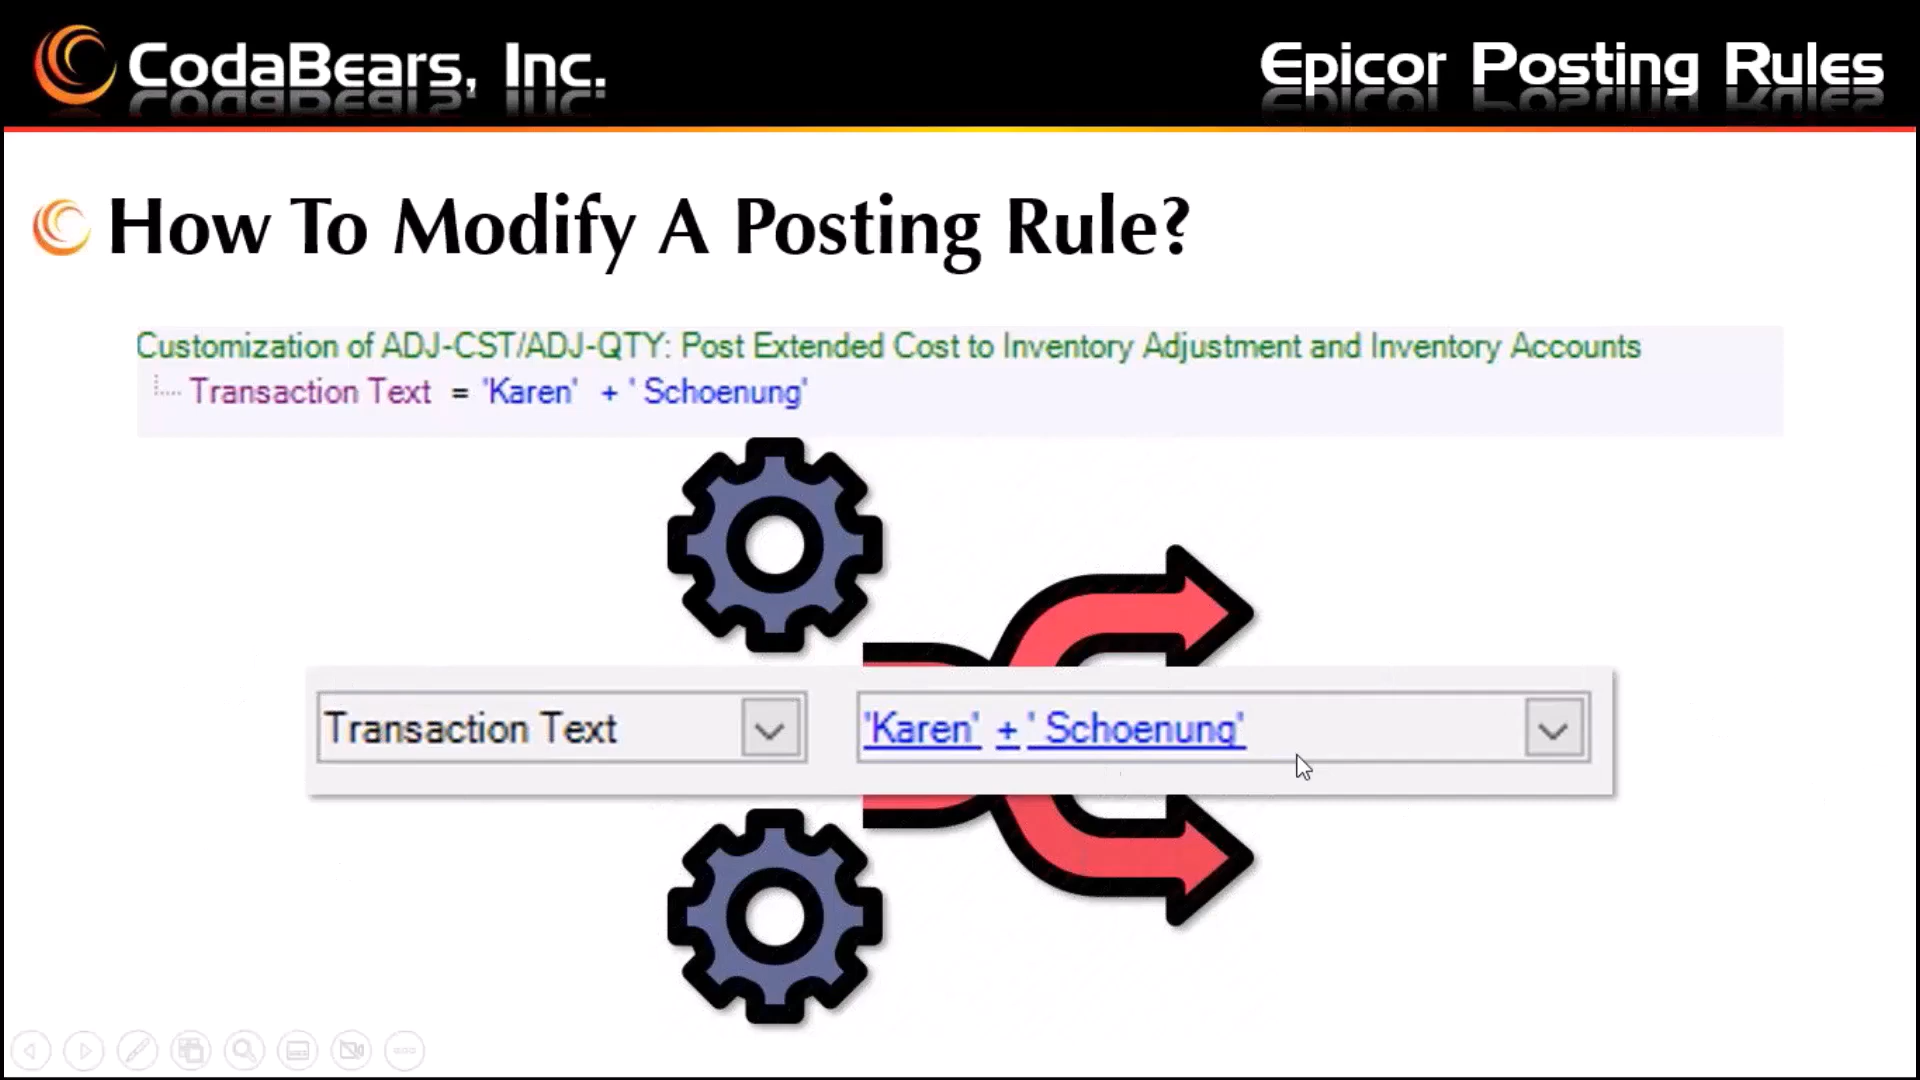 CodaBears, Inc.
Epicor Posting Rules
How To Modify A Posting Rule?
Customization of ADJ-CST/ADJ-QTY: Post Extended Cost to Inventory Adjustment and Inventory Accounts
Transaction Text = 'Karen' + ' Schoenung'
Transaction Text
'Karen' + ' Schoenung'